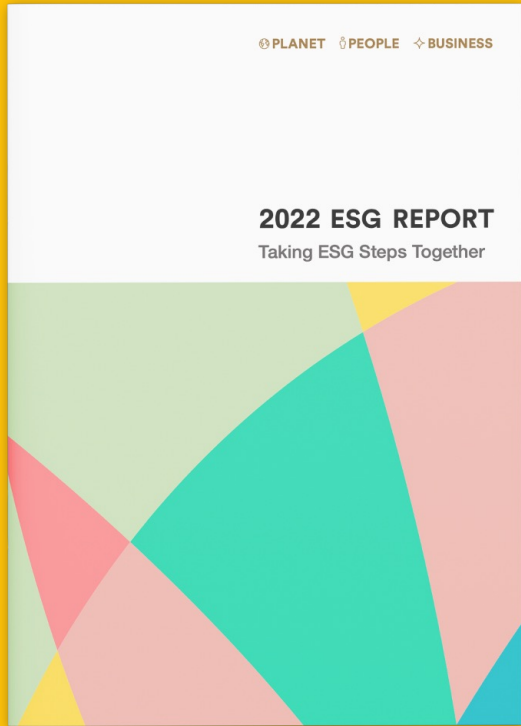 PLANET PEOPLE BUSINESS
2022 ESG REPORT
Taking ESG Steps Together